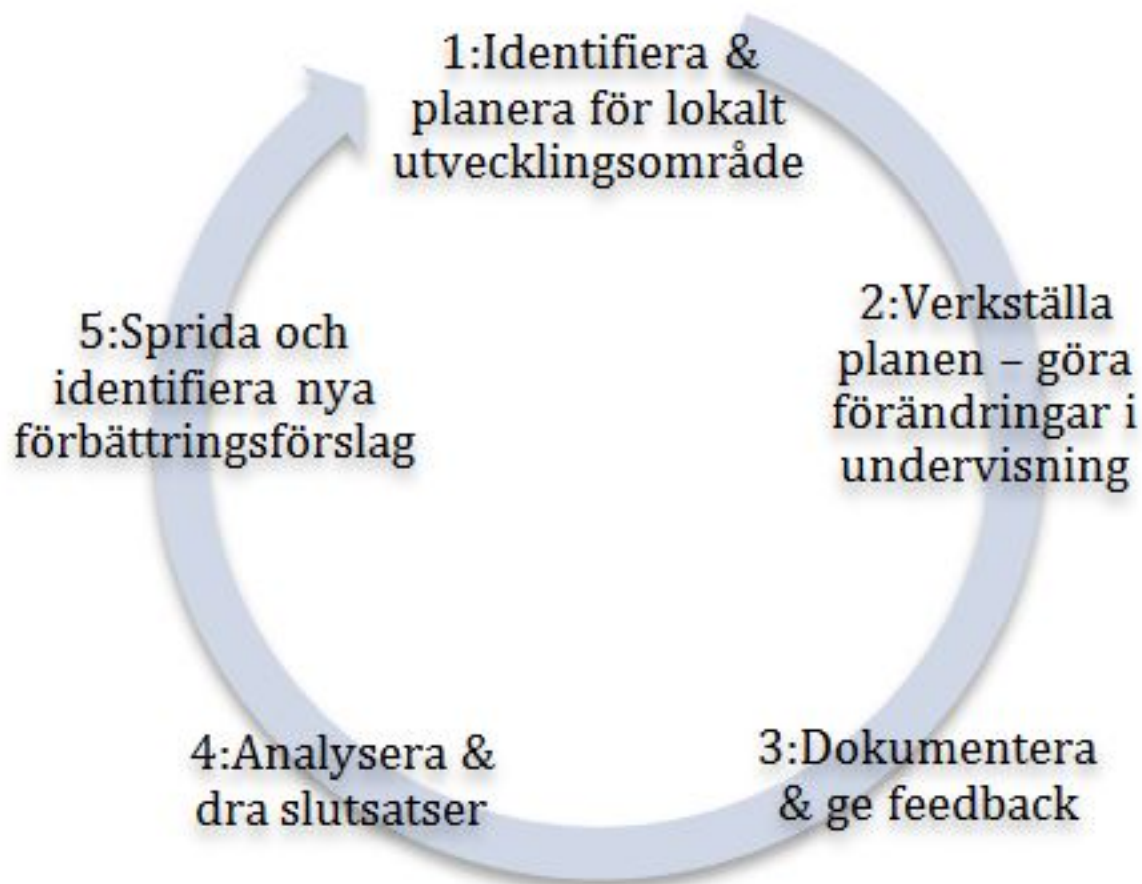 1:Identifiera &
planera för lokalt
utvecklingsområde
2:Verkställa
planen – göra
förändringar i
undervisning
3:Dokumentera
& ge feedback
4:Analysera &
dra slutsatser
5:Sprida och
identifiera nya
förbättringsförslag